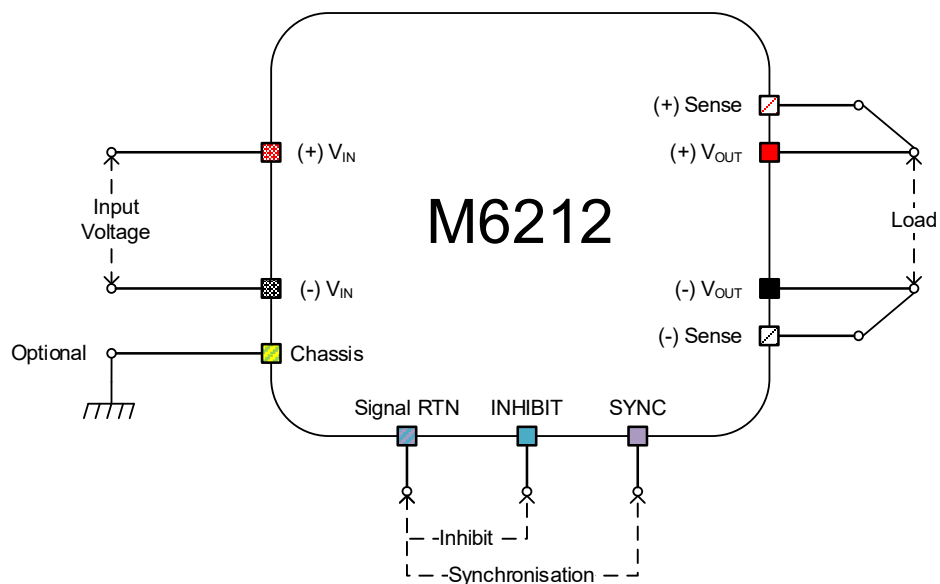 (+) Sense
(+) VIN
(+) VOUT
Input
Voltage
M6212
Load
(-) VIN
(-) VOUT
(-) Sense
Optional
Chassis
Signal RTN
INHIBIT
SYNC
Inhibit
Synchronisation